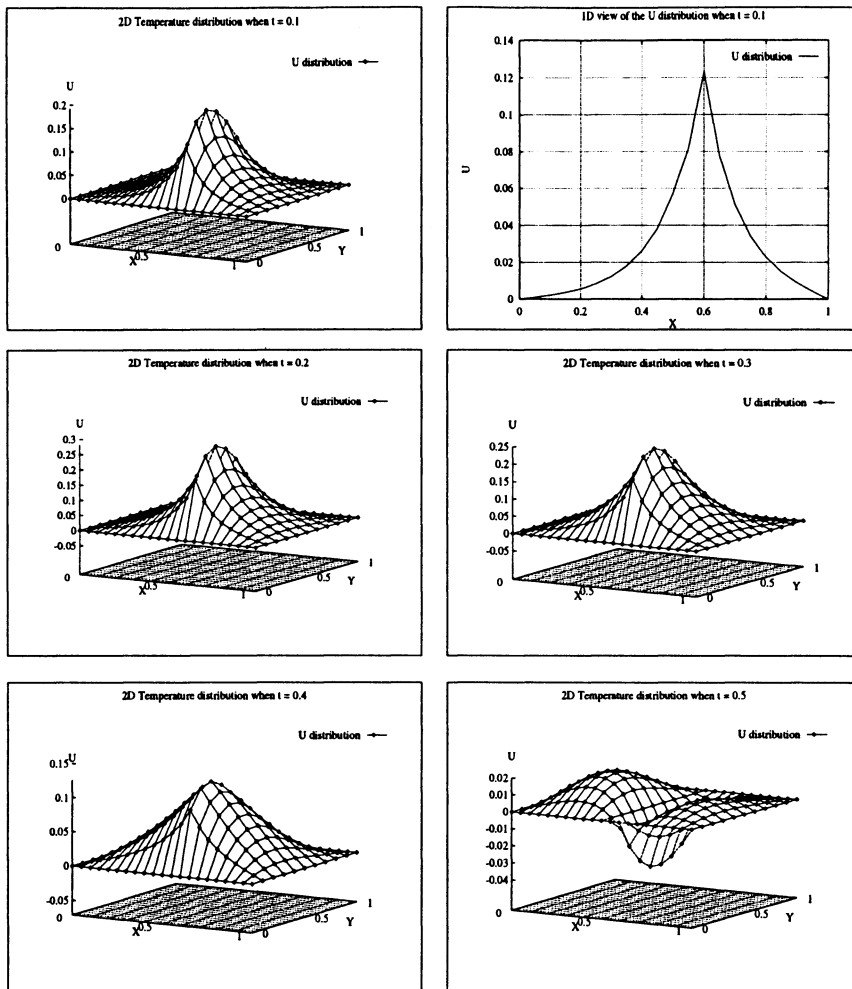 2D Temperature distribution when t = 0.1
U distribution
U
0.2
0.15
0.1
0.05
0
0
X
0.5
1
0
0.5
Y
1
1D view of the U distribution when t = 0.1
U distribution
0.14
0.12
0.1
0.08
0.06
0.04
0.02
0
U
0
0.2
0.4
0.6
0.8
1
X
2D Temperature distribution when t = 0.2
U distribution
U
0.3
0.25
0.2
0.15
0.1
0.05
0
-0.05
0
X
0.5
1
0
0.5
Y
1
2D Temperature distribution when t = 0.3
U distribution
U
0.25
0.2
0.15
0.1
0.05
0
-0.05
0
X
0.5
1
0
0.5
Y
1
2D Temperature distribution when t = 0.4
U distribution
U
0.15
0.1
0.05
0
-0.05
0
X
0.5
1
0
0.5
Y
1
2D Temperature distribution when t = 0.5
U distribution
U
0.02
0.01
0
-0.01
-0.02
-0.03
-0.04
0
X
0.5
1
0
0.5
Y
1